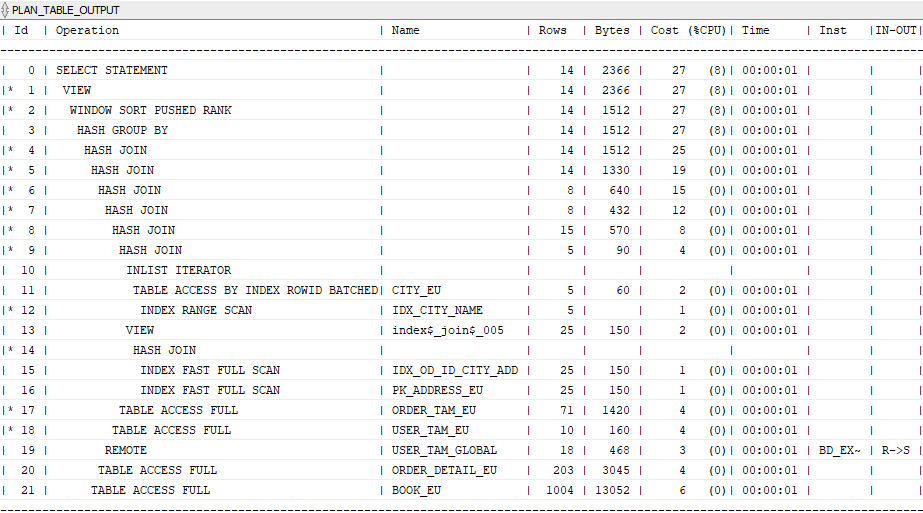 PLAN_TABLE_OUTPUT
| Id | Operation | Name | Rows | Bytes | Cost (%CPU)| Time | Inst |IN-OUT|
| 0 | SELECT STATEMENT | | 14 | 2366 | 27 (8)| 00:00:01 | | |
|* 1 | VIEW | | 14 | 2366 | 27 (8)| 00:00:01 | | |
|* 2 | WINDOW SORT PUSHED RANK | | 14 | 1512 | 27 (8)| 00:00:01 | | |
| 3 | HASH GROUP BY | | 14 | 1512 | 27 (8)| 00:00:01 | | |
|* 4 | HASH JOIN | | 14 | 1512 | 25 (0)| 00:00:01 | | |
|* 5 | HASH JOIN | | 14 | 1330 | 19 (0)| 00:00:01 | | |
|* 6 | HASH JOIN | | 8 | 640 | 15 (0)| 00:00:01 | | |
|* 7 | HASH JOIN | | 8 | 432 | 12 (0)| 00:00:01 | | |
|* 8 | HASH JOIN | | 15 | 570 | 8 (0)| 00:00:01 | | |
|* 9 | HASH JOIN | | 5 | 90 | 4 (0)| 00:00:01 | | |
| 10 | INLIST ITERATOR | | | | | | | |
| 11 | TABLE ACCESS BY INDEX ROWID BATCHED| CITY_EU | 5 | 60 | 2 (0)| 00:00:01 | | |
|* 12 | INDEX RANGE SCAN | IDX_CITY_NAME | 5 | | 1 (0)| 00:00:01 | | |
| 13 | VIEW | index$_join$_005 | 25 | 150 | 2 (0)| 00:00:01 | | |
|* 14 | HASH JOIN | | | | | | | |
| 15 | INDEX FAST FULL SCAN | IDX_OD_ID_CITY_ADD | 25 | 150 | 1 (0)| 00:00:01 | | |
| 16 | INDEX FAST FULL SCAN | PK_ADDRESS_EU | 25 | 150 | 1 (0)| 00:00:01 | | |
|* 17 | TABLE ACCESS FULL | ORDER_TAM_EU | 71 | 1420 | 4 (0)| 00:00:01 | | |
|* 18 | TABLE ACCESS FULL | USER_TAM_EU | 10 | 160 | 4 (0)| 00:00:01 | | |
| 19 | REMOTE | USER_TAM_GLOBAL | 18 | 468 | 3 (0)| 00:00:01 | BD_EX~ | R->S |
| 20 | TABLE ACCESS FULL | ORDER_DETAIL_EU | 203 | 3045 | 4 (0)| 00:00:01 | | |
| 21 | TABLE ACCESS FULL | BOOK_EU | 1004 | 13052 | 6 (0)| 00:00:01 | | |